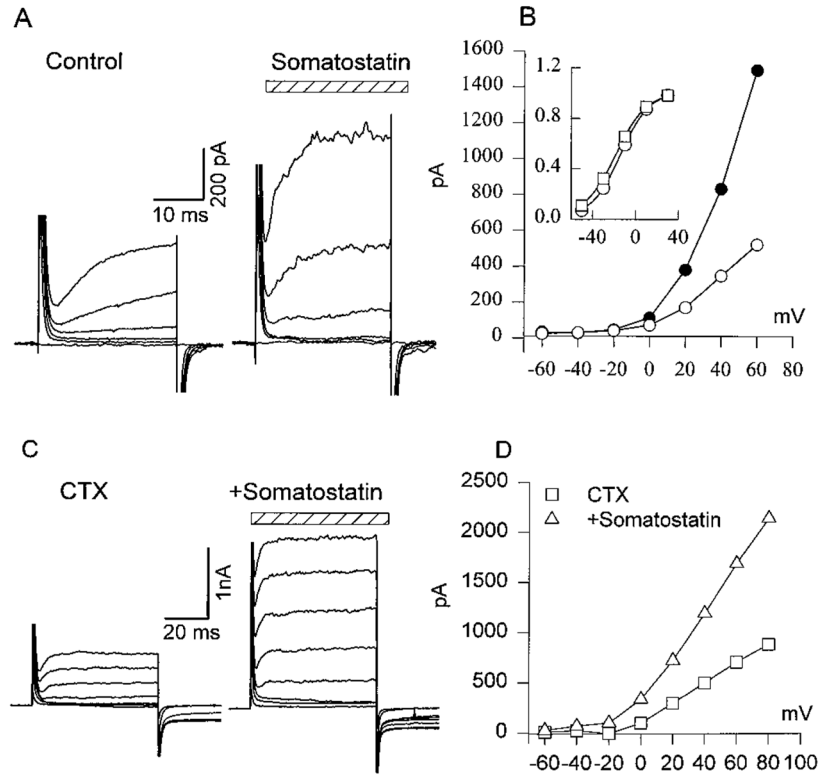 A
Control
Somatostatin
200 pA
10 ms
B
1600
1400
1200
1000
800
600
400
200
0
pA
1.2
0.8
0.4
0.0
-40 0 40
mV
-60 -40 -20 0 20 40 60 80
C
CTX
+Somatostatin
1nA
20 ms
D
2500
2000
1500
1000
500
0
pA
CTX
+Somatostatin
mV
-60 -40 -20 0 20 40 60 80 100